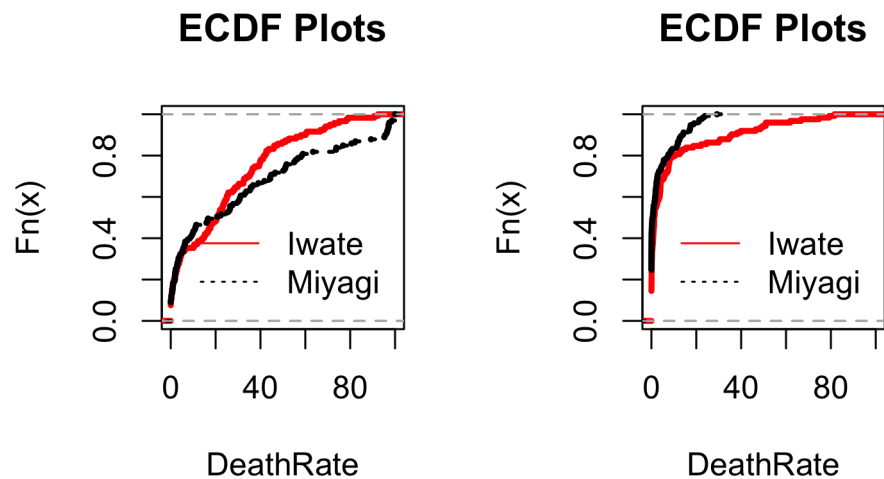 ECDF Plots
Fn(x)
0.0 0.4 0.8
Iwate
Miyagi
0 40 80
DeathRate
ECDF Plots
Fn(x)
0.0 0.4 0.8
Iwate
Miyagi
0 40 80
DeathRate